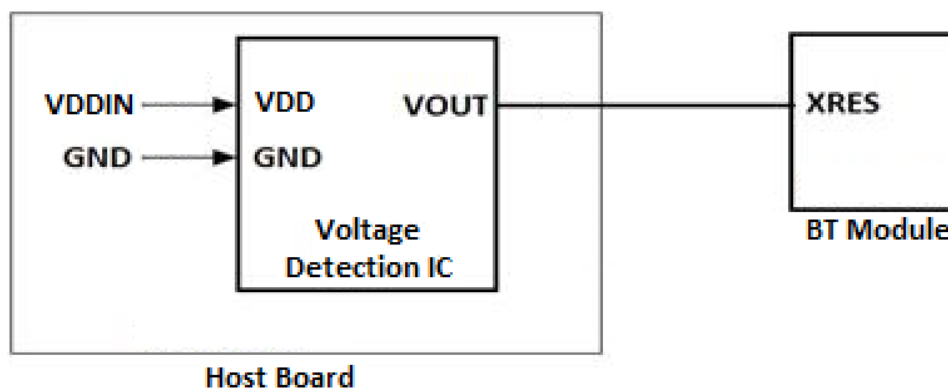 VDDIN
VDD
VOUT
XRES
GND
GND
Voltage
Detection IC
BT Module
Host Board